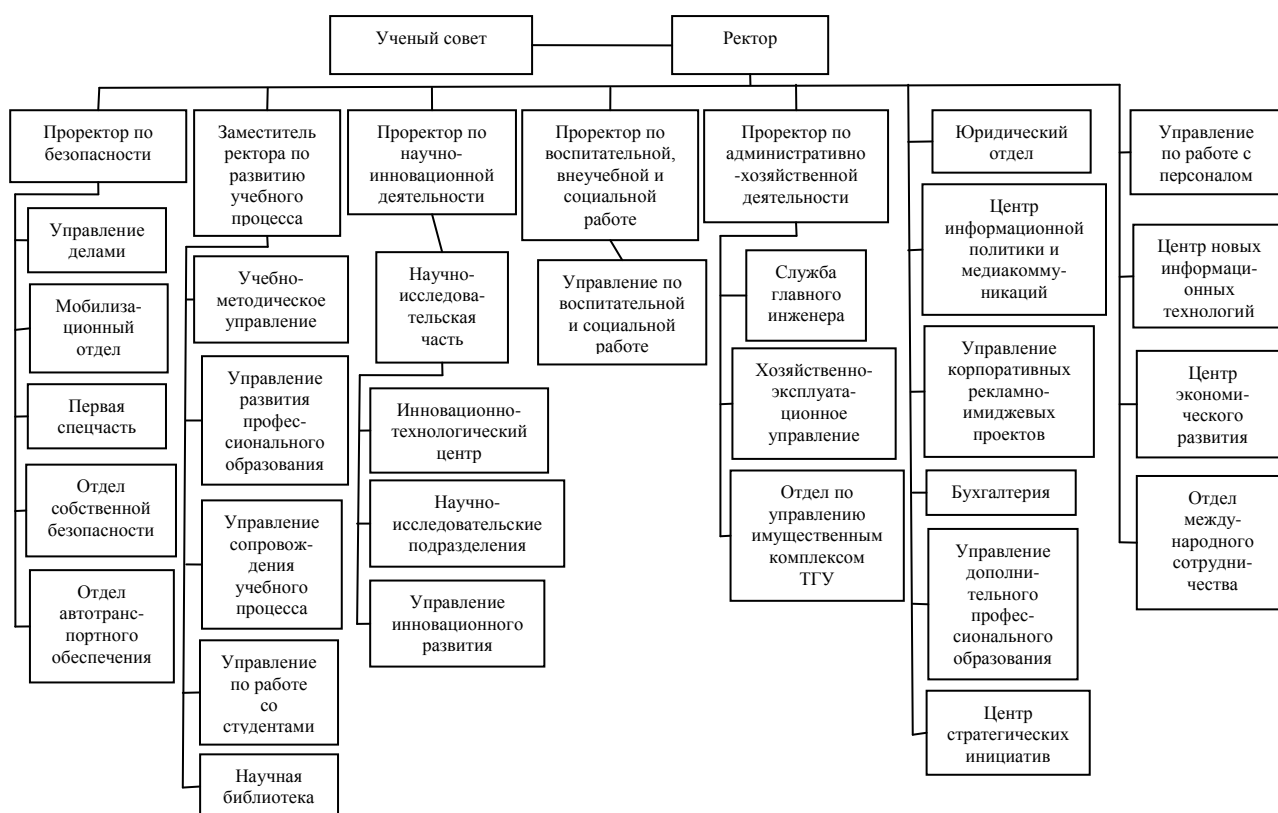 Ученый совет
Ректор
Проректор по
безопасности
Заместитель
ректора по
развитию
учебного
процесса
Проректор по
научно-
инновационной
деятельности
Проректор по
воспитательной,
внеучебной и
социальной
работе
Проректор по
административно
-хозяйственной
деятельности
Юридический
отдел
Управление
по работе с
персоналом
Управление
делами
Мобилиза-
ционный
отдел
Первая
спецчасть
Отдел
собственной
безопасности
Отдел
автотранс-
портного
обеспечения
Учебно-
методическое
управление
Управление
развития
профес-
сионального
образования
Управление
сопровож-
дения
учебного
процесса
Управление
по работе
со
студентами
Научная
библиотека
Научно-
исследова-
тельская
часть
Инновационно-
технологический
центр
Научно-
исследовательские
подразделения
Управление
инновационного
развития
Управление по
воспитательной
и социальной
работе
Служба
главного
инженера
Хозяйственно-
эксплуата-
ционное
управление
Отдел по
управлению
имущественным
комплексом
ТГУ
Центр
информационной
политики и
медиакомму-
никаций
Управление
корпоративных
рекламно-
имиджевых
проектов
Бухгалтерия
Управление
дополни-
тельного
профес-
сионального
образования
Центр
стратегических
инициатив
Центр новых
информаци-
онных
технологий
Центр
экономи-
ческого
развития
Отдел
между-
народного
сотрудни-
чества